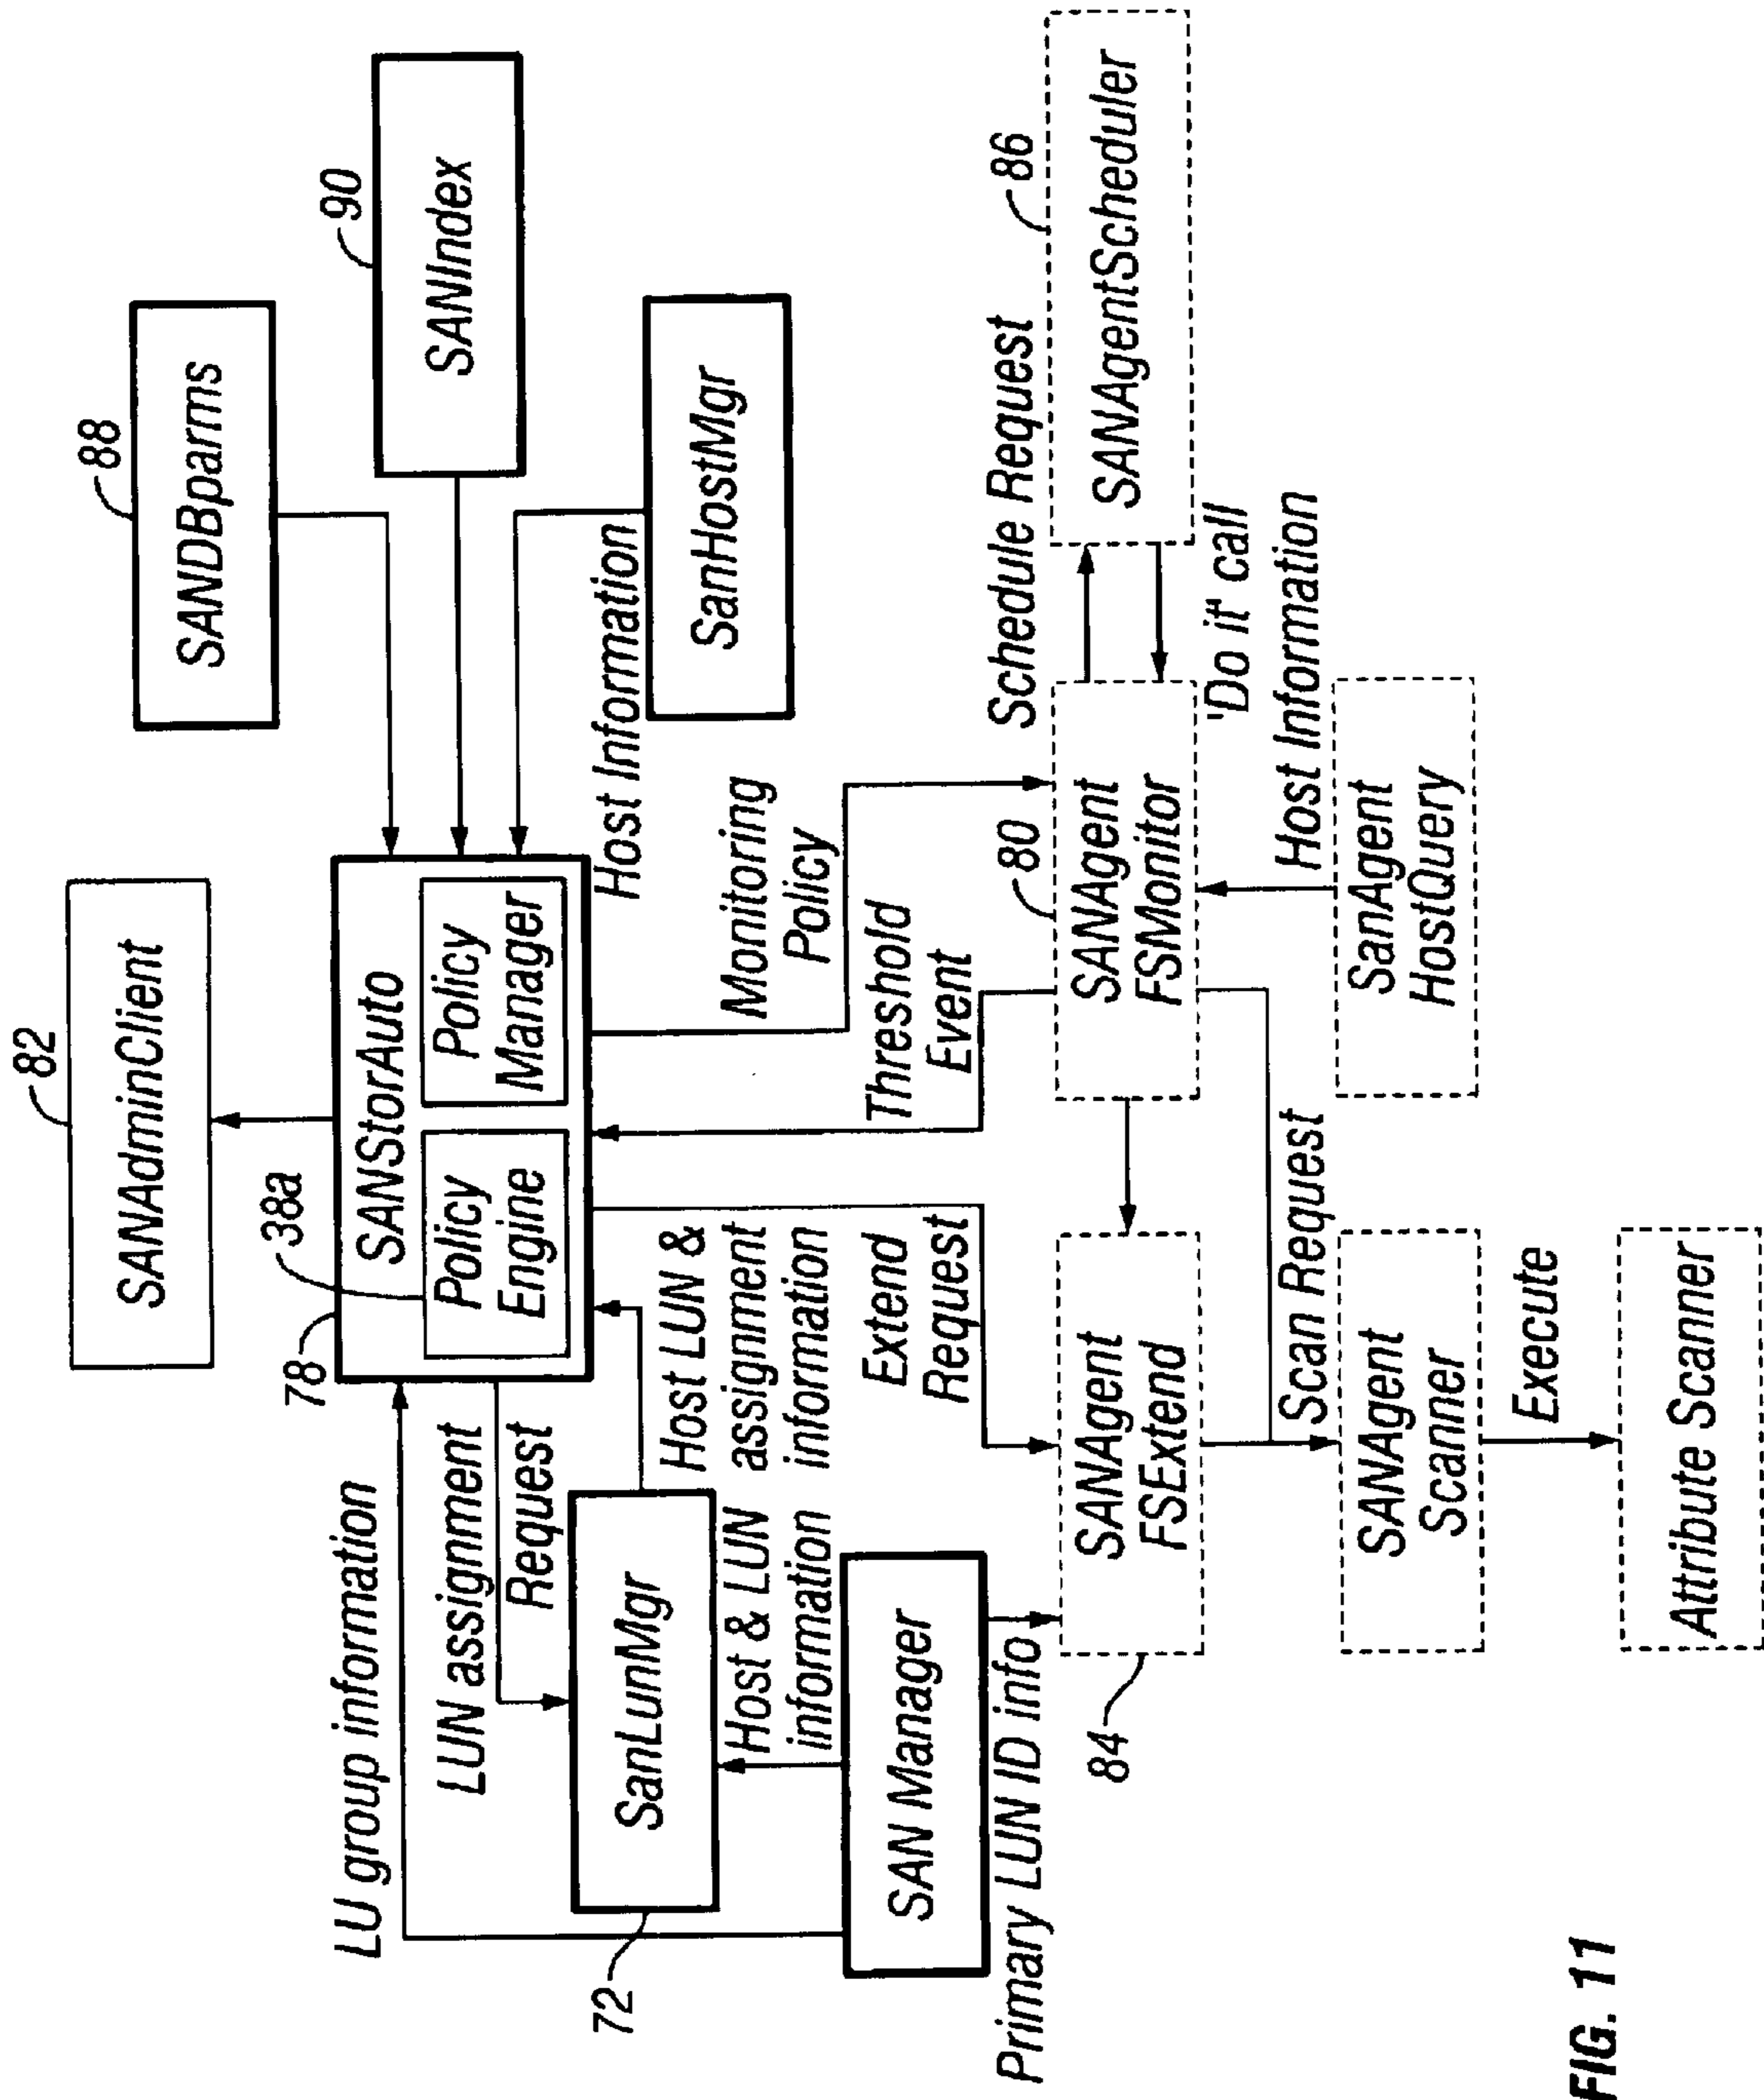 82
SANAdminClient
88
SANDBparms
90
SANIndex
78
SANStorAuto
38a
Policy
Engine
Policy
Manager
LU group information
LUN assignment
Request
Host Information
SanHostMgr
72
SanLunMgr
Host LUN &
assignment
information
Host & LUN
information
Monitoring
Policy
Threshold
Event
Extend
Request
SAN Manager
Primary LUN ID info
84
SANAgent
FSExtend
80
SANAgent
FSMonitor
Schedule Request
86
SANAgentScheduler
'Do it' call
Host Information
SanAgent
HostQuery
Scan Request
SANAgent
Scanner
Execute
Attribute Scanner
FIG. 11